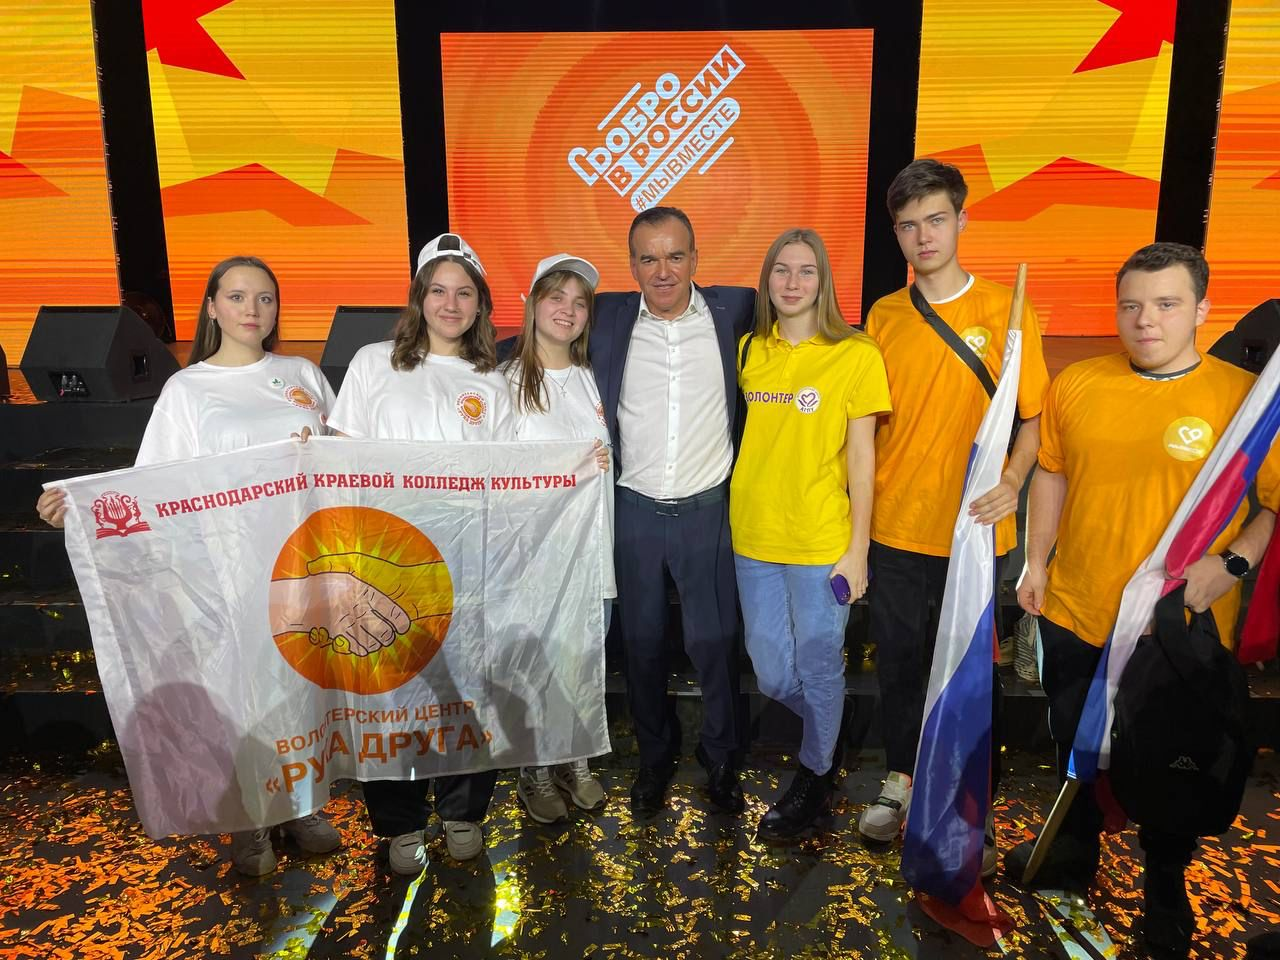 ДОБРО
В РОССИИ
#МЫВМЕСТЕ
ВОЛОНТЕР
КРАСНОДАРСКИЙ КРАЕВОЙ КОЛЛЕДЖ КУЛЬТУРЫ
ВОЛОНТЕРСКИЙ ЦЕНТР
«РУКА ДРУГА»